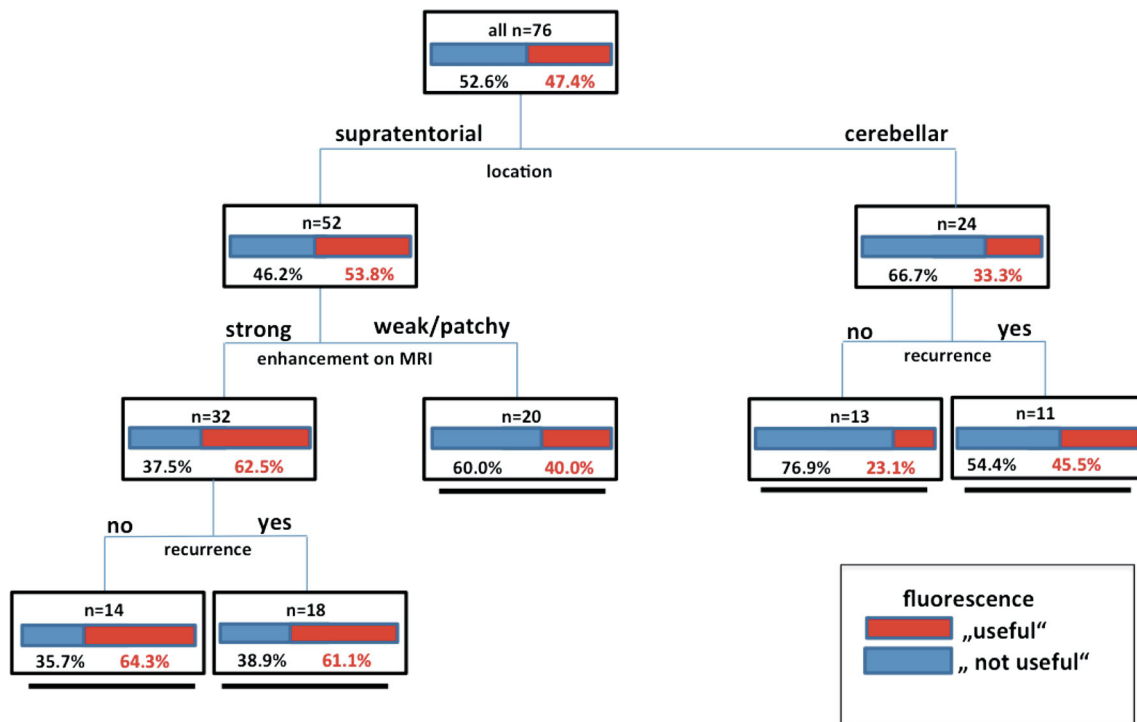 all n=76
52.6% 47.4%
supratentorial cerebellar
location
n=52 n=24
46.2% 53.8% 66.7% 33.3%
strong weak/patchy no yes
enhancement on MRI recurrence
n=32 n=20 n=13 n=11
37.5% 62.5% 60.0% 40.0% 76.9% 23.1% 54.4% 45.5%
no yes
recurrence
n=14 n=18
35.7% 64.3% 38.9% 61.1%
fluorescence
„useful“
„ not useful“